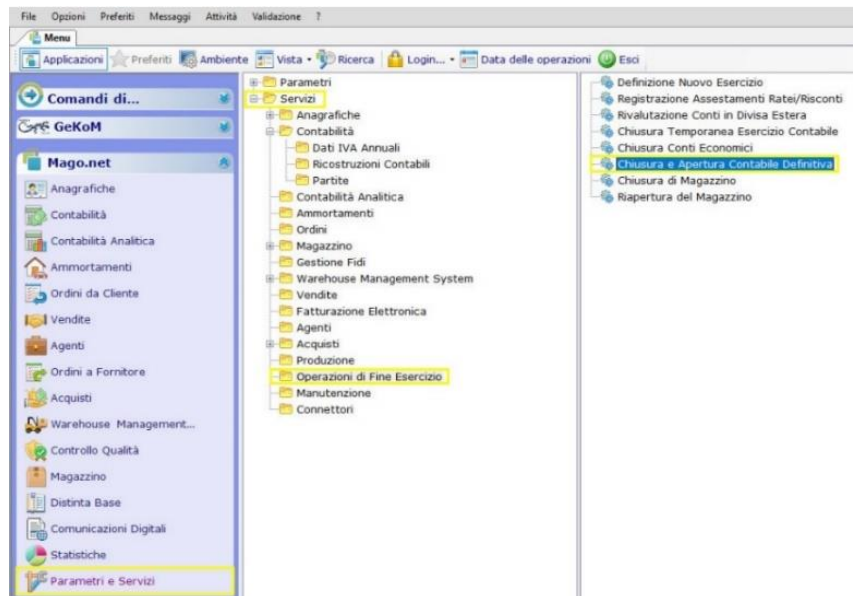 File Opzioni Preferiti Messaggi Attività Validazione ?
Menu
Applicazioni Preferiti Ambiente Vista Ricerca Login... Data delle operazioni Esci
Comandi di...
GeKoM
Mago.net
Anagrafiche
Contabilità
Contabilità Analitica
Ammortamenti
Ordini da Cliente
Vendite
Agenti
Ordini a Fornitore
Acquisti
Warehouse Management...
Controllo Qualità
Magazzino
Distinta Base
Comunicazioni Digitali
Statistiche
Parametri e Servizi
Parametri
Servizi
Anagrafiche
Contabilità
Dati IVA Annuali
Ricostruzioni Contabili
Partite
Contabilità Analitica
Ammortamenti
Ordini
Magazzino
Gestione Fidi
Warehouse Management System
Vendite
Fatturazione Elettronica
Agenti
Acquisti
Produzione
Operazioni di Fine Esercizio
Manutenzione
Connettori
Definizione Nuovo Esercizio
Registrazione Assestamenti Ratei/Risconti
Rivalutazione Conti in Divisa Estera
Chiusura Temporanea Esercizio Contabile
Chiusura Conti Economici
Chiusura e Apertura Contabile Definitiva
Chiusura di Magazzino
Riapertura del Magazzino